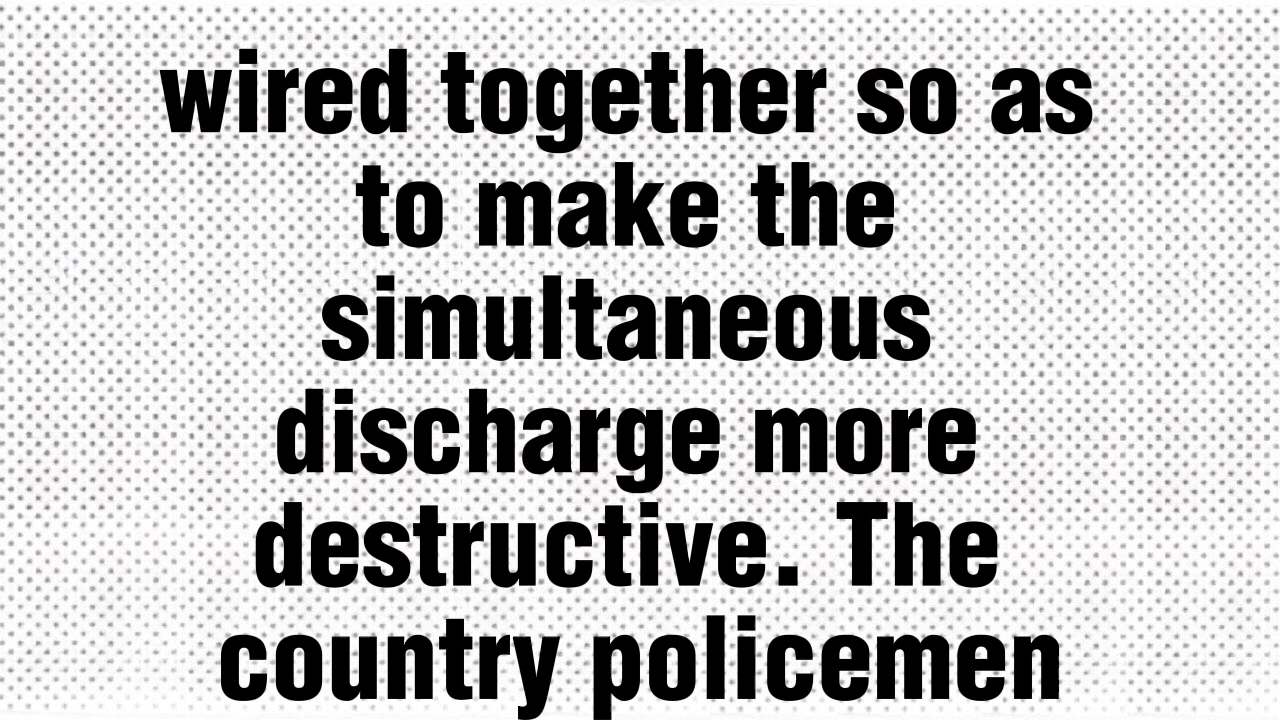 wired together so as
to make the
simultaneous
discharge more
destructive. The
country policemen